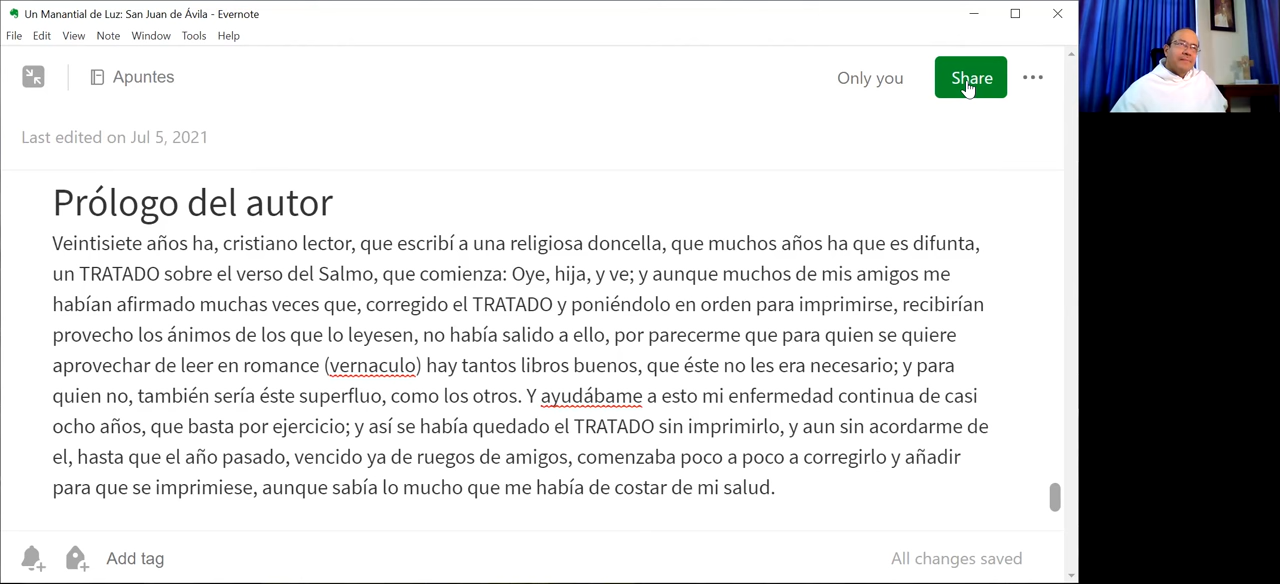 Un Manantial de Luz: San Juan de Ávila - Evernote
File Edit View Note Window Tools Help
Apuntes
Only you
Share
Last edited on Jul 5, 2021
Prólogo del autor
Veintisiete años ha, cristiano lector, que escribí a una religiosa doncella, que muchos años ha que es difunta,
un TRATADO sobre el verso del Salmo, que comienza: Oye, hija, y ve; y aunque muchos de mis amigos me
habían afirmado muchas veces que, corregido el TRATADO y poniéndolo en orden para imprimirse, recibirían
provecho los ánimos de los que lo leyesen, no había salido a ello, por parecerme que para quien se quiere
aprovechar de leer en romance (vernaculo) hay tantos libros buenos, que éste no les era necesario; y para
quien no, también sería éste superfluo, como los otros. Y ayudábame a esto mi enfermedad continua de casi
ocho años, que basta por ejercicio; y así se había quedado el TRATADO sin imprimirlo, y aun sin acordarme de
el, hasta que el año pasado, vencido ya de ruegos de amigos, comenzaba poco a poco a corregirlo y añadir
para que se imprimiese, aunque sabía lo mucho que me había de costar de mi salud.
Add tag
All changes saved